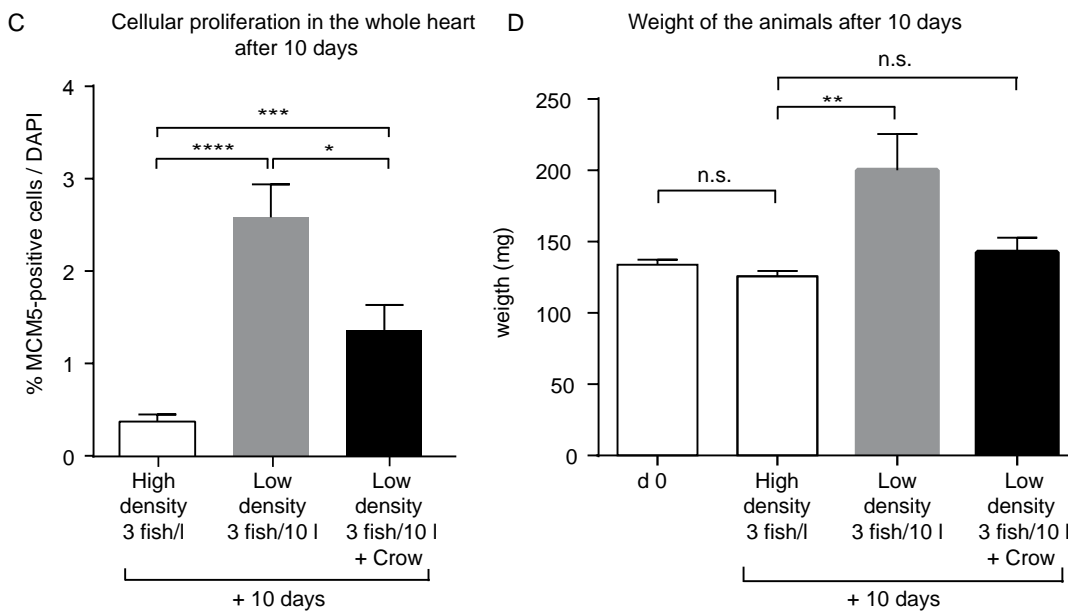 C
Cellular proliferation in the whole heart
after 10 days
% MCM5-positive cells / DAPI
4
3
2
1
0
***
****
*
High
density
3 fish/l
Low
density
3 fish/10 l
Low
density
3 fish/10 l
+ Crow
+ 10 days
D
Weight of the animals after 10 days
weigth (mg)
250
200
150
100
50
0
n.s.
**
n.s.
d 0
High
density
3 fish/l
Low
density
3 fish/10 l
Low
density
3 fish/10 l
+ Crow
+ 10 days